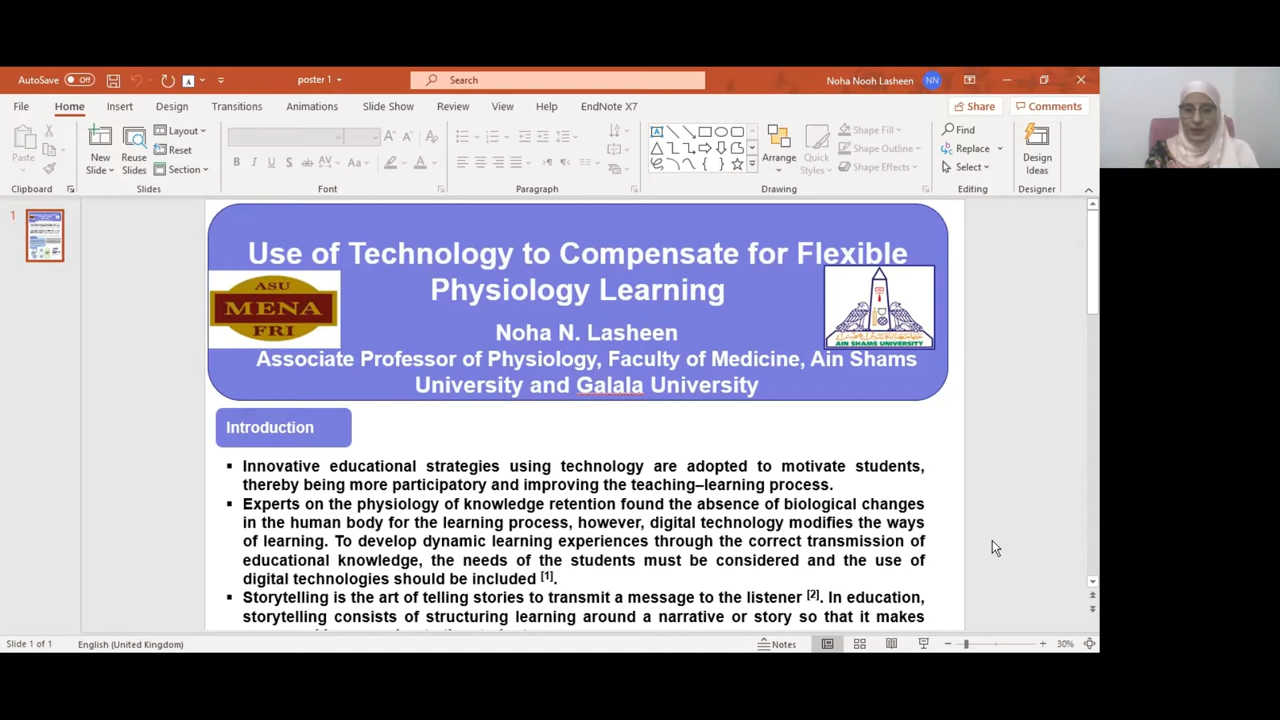 AutoSave Off
poster 1
Search
Noha Nooh Lasheen NN
File Home Insert Design Transitions Animations Slide Show Review View Help EndNote X7 Share Comments
Paste
New Slide
Reuse Slides
Layout
Reset
Section
Arrange
Quick Styles
Shape Fill
Shape Outline
Shape Effects
Find
Replace
Select
Design Ideas
Clipboard Slides Font Paragraph Drawing Editing Designer
1
Use of Technology to Compensate for Flexible
Physiology Learning
ASU
MENA
FRI
AIN SHAMS UNIVERSITY
Noha N. Lasheen
Associate Professor of Physiology, Faculty of Medicine, Ain Shams
University and Galala University
Introduction
▪ Innovative educational strategies using technology are adopted to motivate students,
thereby being more participatory and improving the teaching–learning process.
▪ Experts on the physiology of knowledge retention found the absence of biological changes
in the human body for the learning process, however, digital technology modifies the ways
of learning. To develop dynamic learning experiences through the correct transmission of
educational knowledge, the needs of the students must be considered and the use of
digital technologies should be included [1].
▪ Storytelling is the art of telling stories to transmit a message to the listener [2]. In education,
storytelling consists of structuring learning around a narrative or story so that it makes
Slide 1 of 1 English (United Kingdom) Notes 30%